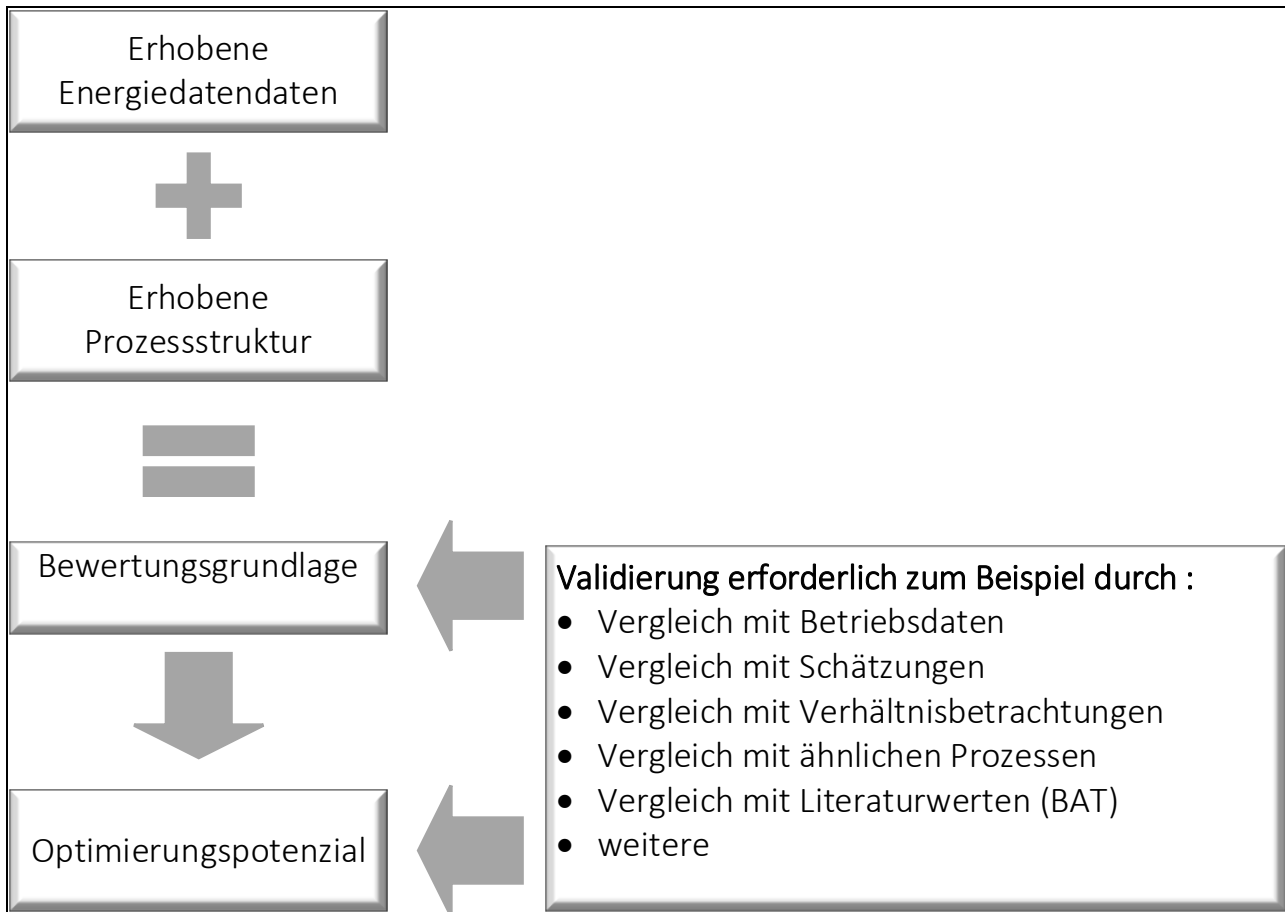 Erhobene
Energiedatendaten
Erhobene
Prozessstruktur
Bewertungsgrundlage
Validierung erforderlich zum Beispiel durch :
• Vergleich mit Betriebsdaten
• Vergleich mit Schätzungen
• Vergleich mit Verhältnisbetrachtungen
• Vergleich mit ähnlichen Prozessen
• Vergleich mit Literaturwerten (BAT)
• weitere
Optimierungspotenzial